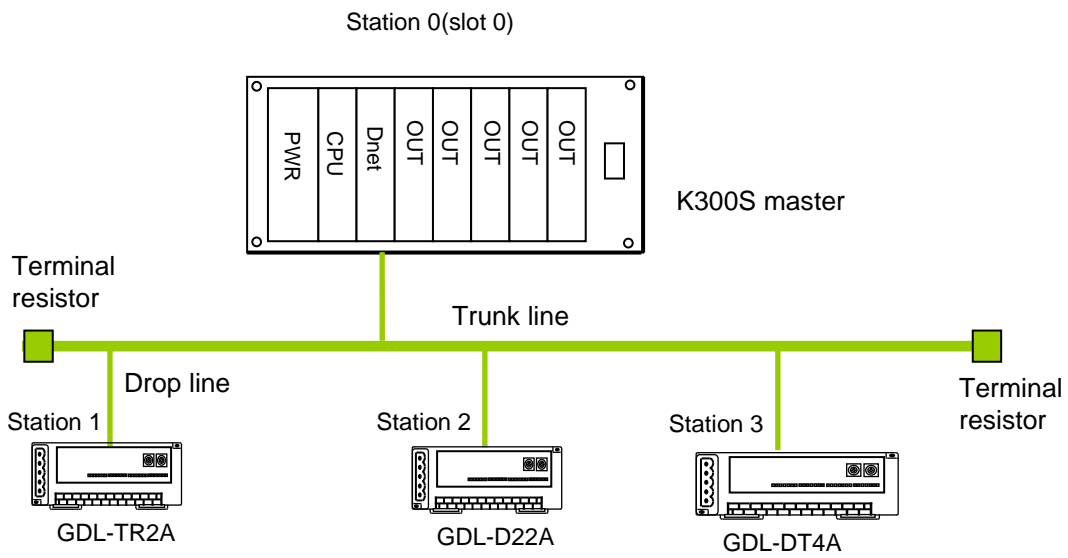 Station 0(slot 0)
PWR
CPU
Dnet
OUT
OUT
OUT
OUT
OUT
K300S master
Terminal
resistor
Trunk line
Drop line
Terminal
resistor
Station 1
Station 2
Station 3
GDL-TR2A
GDL-D22A
GDL-DT4A